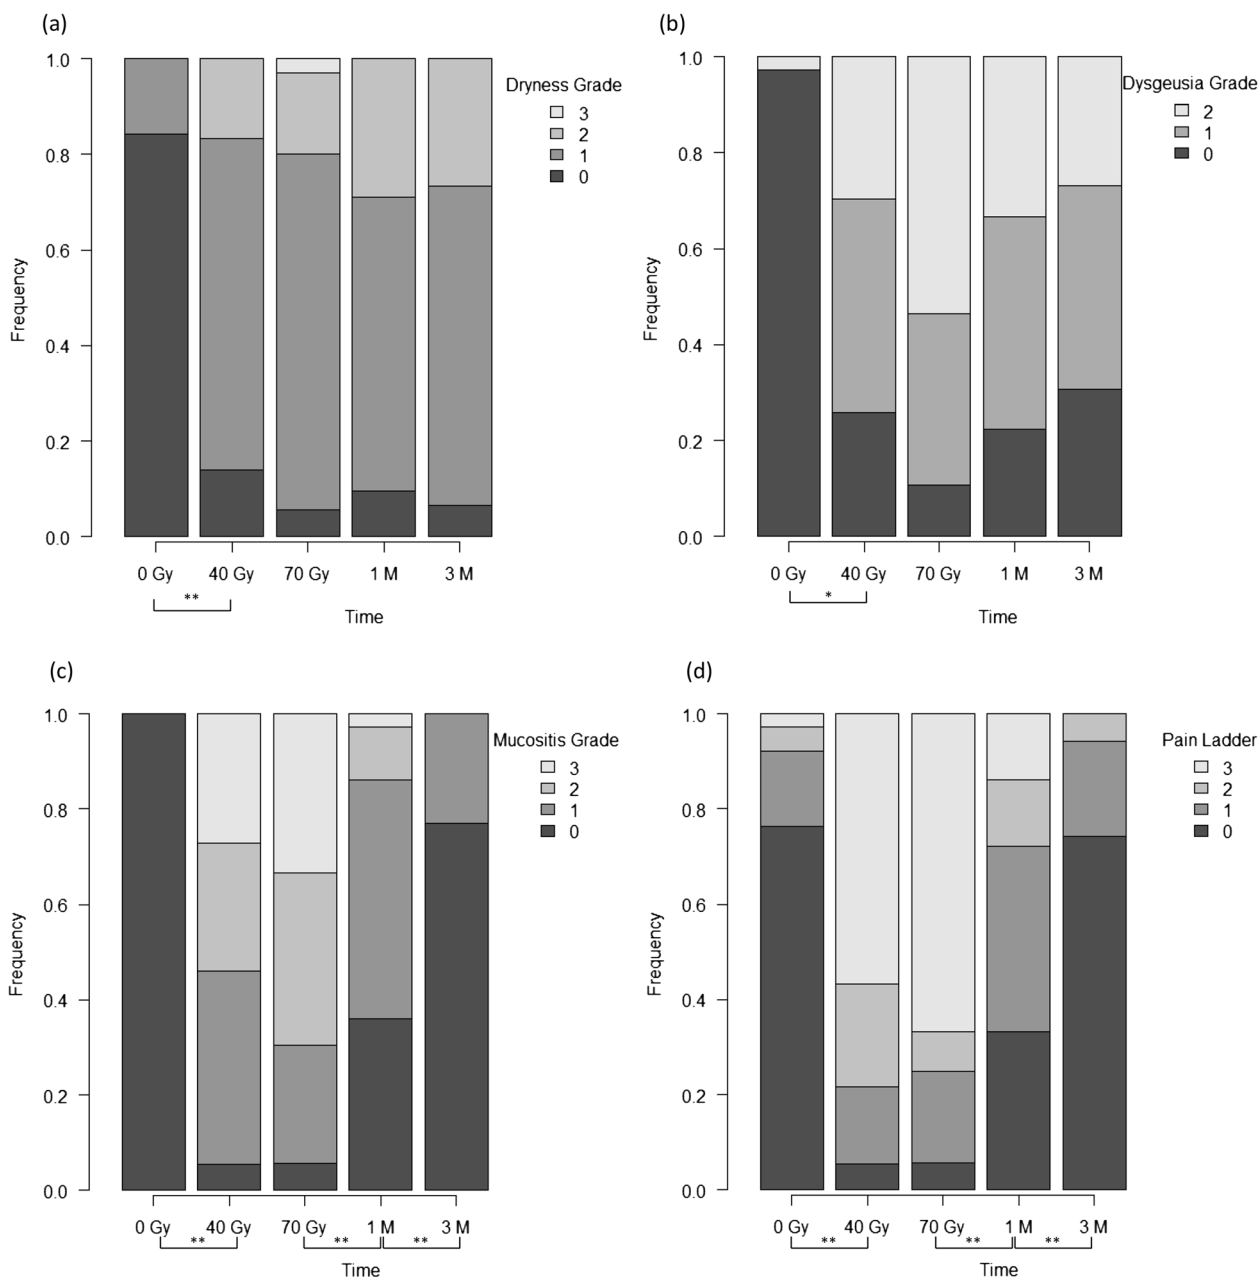 (a)
Dryness Grade
3
2
1
0
Frequency
1.0
0.8
0.6
0.4
0.2
0.0
0 Gy 40 Gy 70 Gy 1 M 3 M
**
Time
(b)
Dysgeusia Grade
2
1
0
Frequency
1.0
0.8
0.6
0.4
0.2
0.0
0 Gy 40 Gy 70 Gy 1 M 3 M
*
Time
(c)
Mucositis Grade
3
2
1
0
Frequency
1.0
0.8
0.6
0.4
0.2
0.0
0 Gy 40 Gy 70 Gy 1 M 3 M
** ** **
Time
(d)
Pain Ladder
3
2
1
0
Frequency
1.0
0.8
0.6
0.4
0.2
0.0
0 Gy 40 Gy 70 Gy 1 M 3 M
** ** **
Time